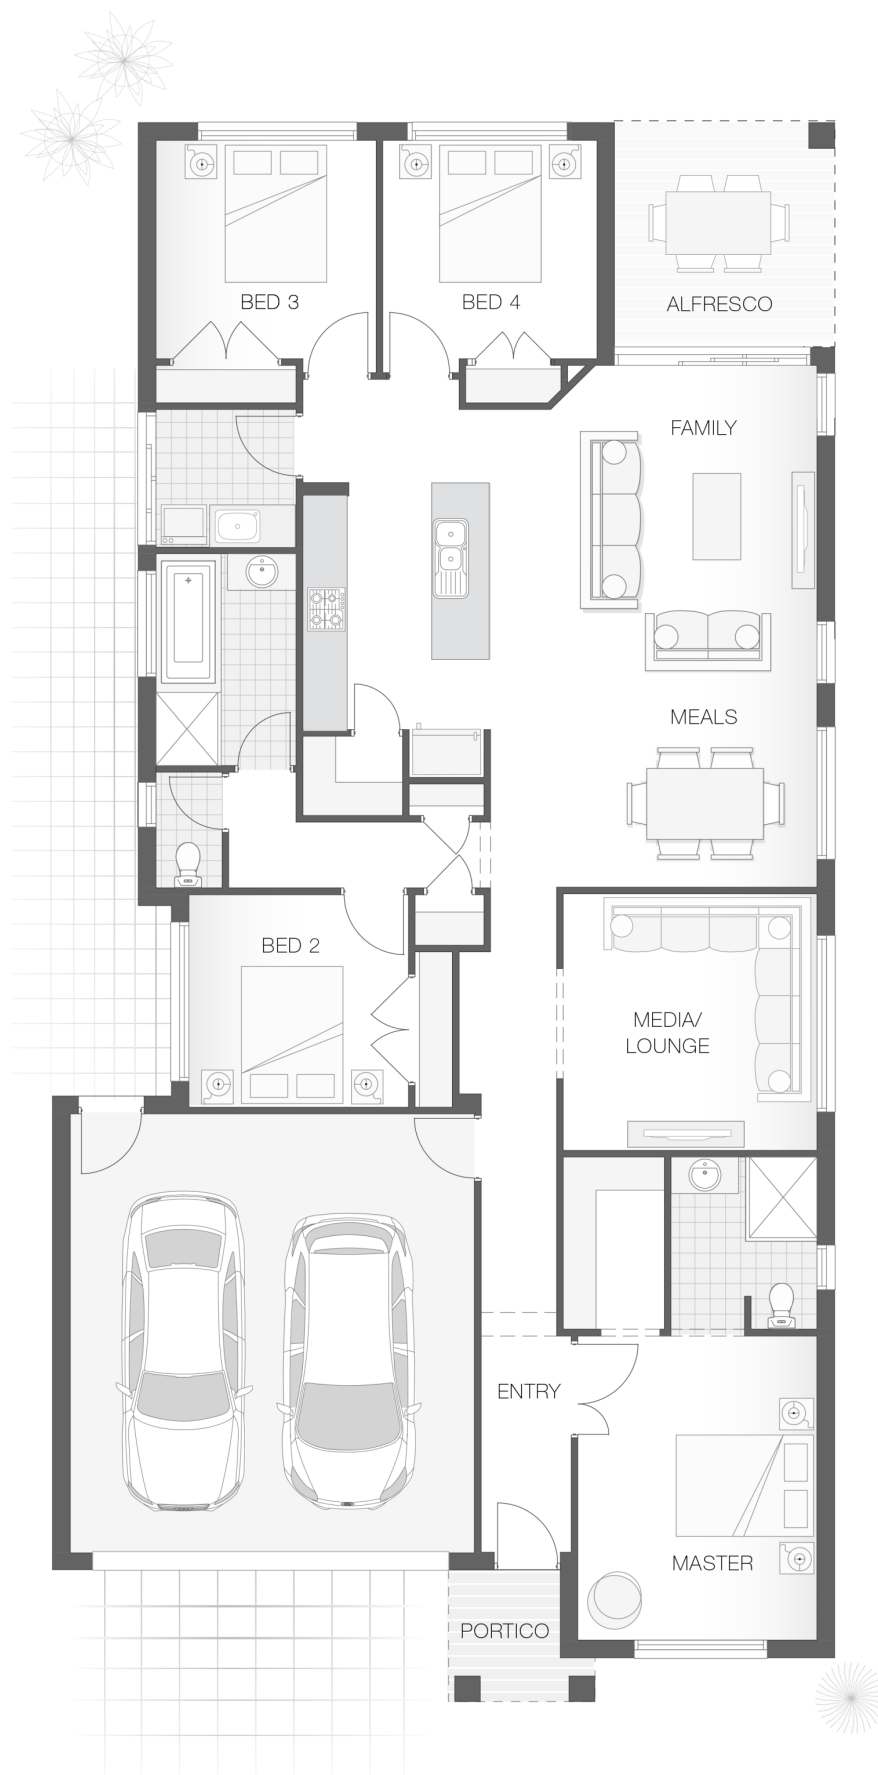 BED 3
BED 4
ALFRESCO
FAMILY
MEALS
BED 2
MEDIA/
LOUNGE
ENTRY
MASTER
PORTICO